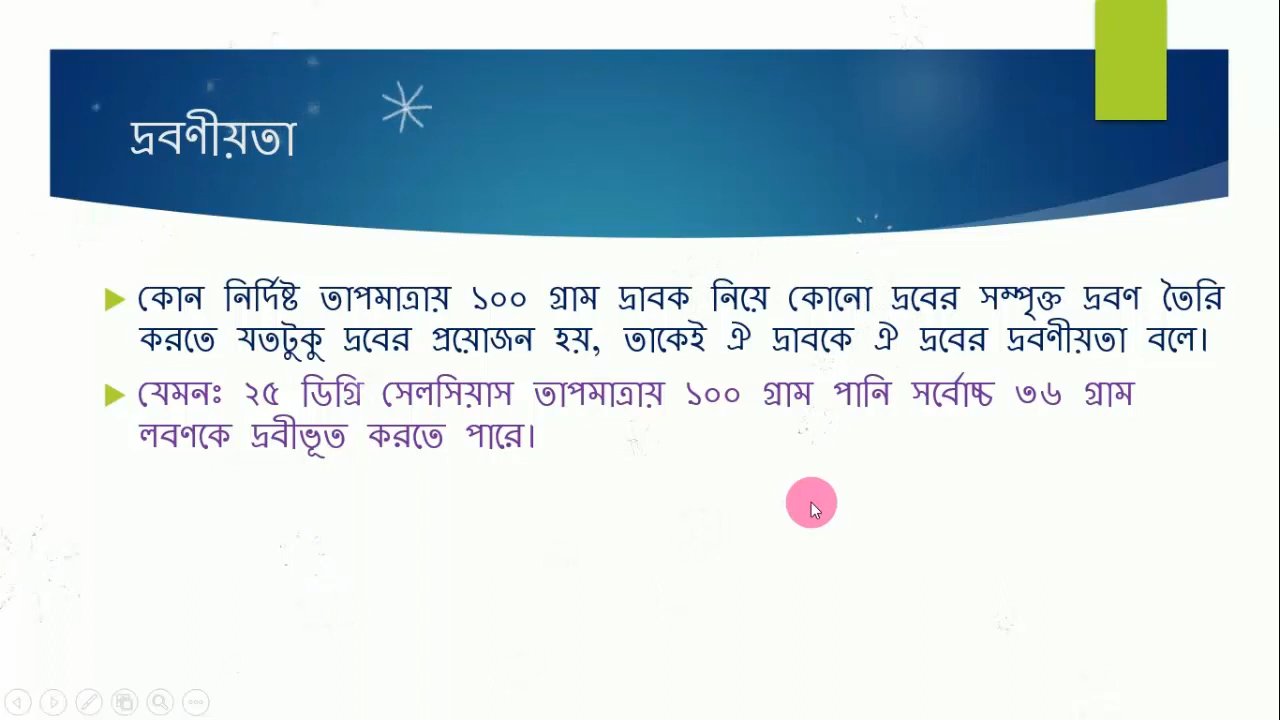 দ্রবণীয়তা
কোন নির্দিষ্ট তাপমাত্রায় ১০০ গ্রাম দ্রাবক নিয়ে কোনো দ্রবের সম্পৃক্ত দ্রবণ তৈরি
করতে যতটুকু দ্রবের প্রয়োজন হয়, তাকেই ঐ দ্রাবকে ঐ দ্রবের দ্রবণীয়তা বলে।
যেমনঃ ২৫ ডিগ্রি সেলসিয়াস তাপমাত্রায় ১০০ গ্রাম পানি সর্বোচ্চ ৩৬ গ্রাম
লবণকে দ্রবীভূত করতে পারে।